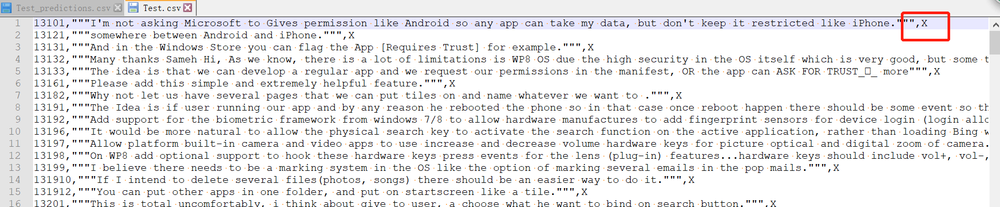 Test_predictions.csv Test.csv
1 13101,"""I'm not asking Microsoft to Gives permission like Android so any app can take my data, but don't keep it restricted like iPhone.""",X
2 13121,"""somewhere between Android and iPhone.""",X
3 13131,"""And in the Windows Store you can flag the App [Requires Trust] for example.""",X
4 13132,"""Many thanks Sameh Hi, As we know, there is a lot of limitations is WP8 OS due the high security in the OS itself which is very good, but some t
5 13133,"""The idea is that we can develop a regular app and we request our permissions in the manifest, OR the app can ASK FOR TRUST_▯_ more""",X
6 13161,"""Please add this simple and extremely helpful feature.""",X
7 13182,"""Why not let us have several pages that we can put tiles on and name whatever we want to .""",X
8 13191,"""The Idea is if user running our app and by any reason he rebooted the phone so in that case once reboot happen there should be some event so th
9 13192,"""Add support for the biometric framework from windows 7/8 to allow hardware manufactures to add fingerprint sensors for device login (login allo
10 13196,"""It would be more natural to allow the physical search key to activate the search function on the active application, rather than loading Bing w
11 13197,"""Allow platform built-in camera and video apps to use increase and decrease volume hardware keys for picture optical and digital zoom of camera.
12 13198,"""On WP8 add optional support to hook these hardware keys press events for the lens (plug-in) features...hardware keys should include vol+, vol-,
13 13199,"""I believe there needs to be a marking system in the OS like the option of marking several emails in the pop mails.""",X
14 131910,"""If I intend to delete several files(photos, songs) there should be an easier way to do it.""",X
15 131912,"""You can put other apps in one folder, and put on startscreen like a tile.""",X
16 13201,"""This is total uncomfortably, i think about give to user, a choose what he want to bind on search button.""",X